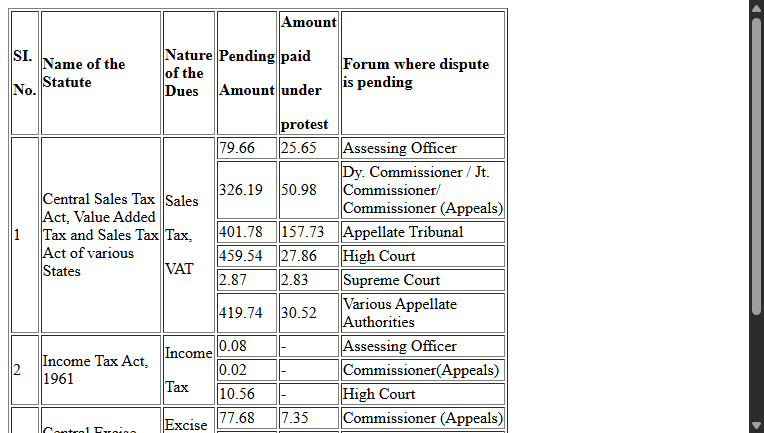 SI. No. Name of the Statute Nature of the Dues Pending Amount Amount paid under protest Forum where dispute is pending
1 Central Sales Tax Act, Value Added Tax and Sales Tax Act of various States Sales Tax, VAT 79.66 25.65 Assessing Officer
326.19 50.98 Dy. Commissioner / Jt. Commissioner/ Commissioner (Appeals)
401.78 157.73 Appellate Tribunal
459.54 27.86 High Court
2.87 2.83 Supreme Court
419.74 30.52 Various Appellate Authorities
2 Income Tax Act, 1961 Income Tax 0.08 - Assessing Officer
0.02 - Commissioner(Appeals)
10.56 - High Court
Central Excise Excise 77.68 7.35 Commissioner (Appeals)